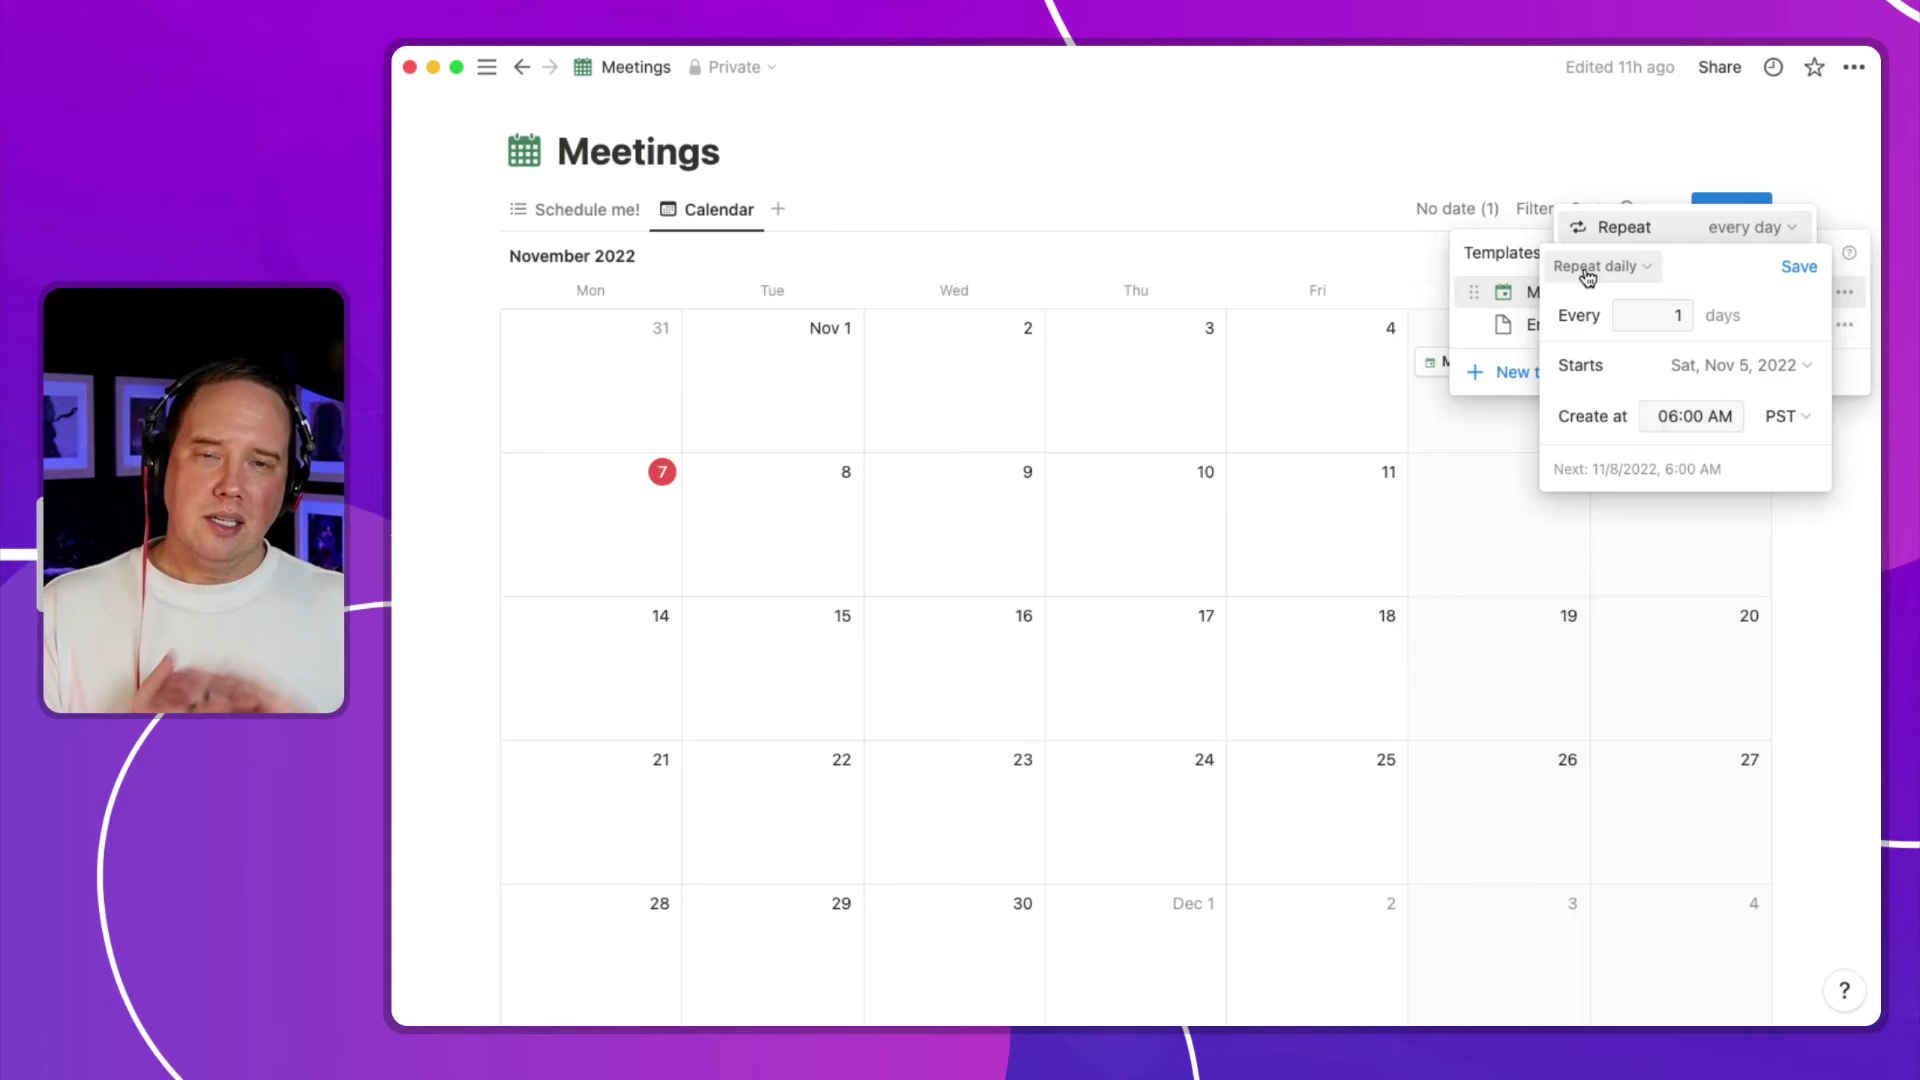 Meetings
Private
Edited 11h ago
Share
Meetings
Schedule me!
Calendar
No date (1)
Filter
Repeat
every day
Templates
Repeat daily
Save
Every
1
days
New
Starts
Sat, Nov 5, 2022
Create at
06:00 AM
PST
Next: 11/8/2022, 6:00 AM
November 2022
Mon
Tue
Wed
Thu
Fri
31
Nov 1
2
3
4
7
8
9
10
11
14
15
16
17
18
19
20
21
22
23
24
25
26
27
28
29
30
Dec 1
2
3
4
?